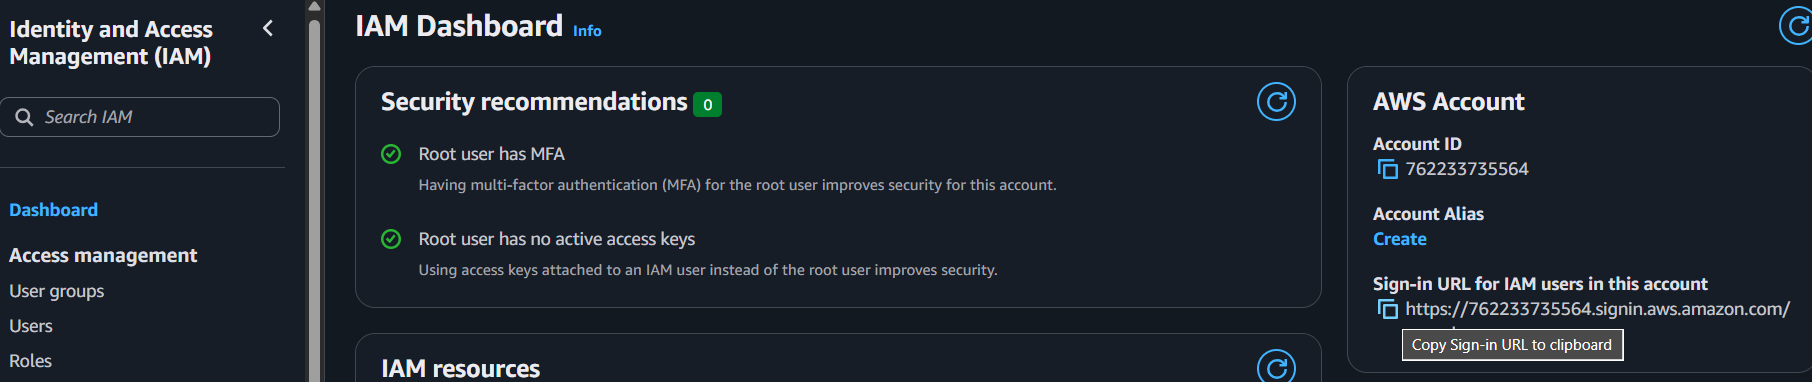 Identity and Access
Management (IAM)
Search IAM
Dashboard
Access management
User groups
Users
Roles
IAM Dashboard Info
Security recommendations 0
Root user has MFA
Having multi-factor authentication (MFA) for the root user improves security for this account.
Root user has no active access keys
Using access keys attached to an IAM user instead of the root user improves security.
IAM resources
AWS Account
Account ID
762233735564
Account Alias
Create
Sign-in URL for IAM users in this account
https://762233735564.signin.aws.amazon.com/
Copy Sign-in URL to clipboard